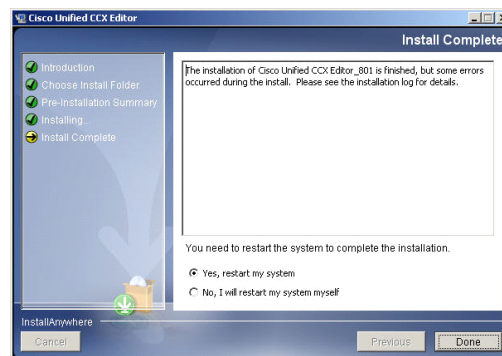 Cisco Unified CCX Editor
Install Complete
Introduction
Choose Install Folder
Pre-Installation Summary
Installing...
Install Complete
The installation of Cisco Unified CCX Editor_801 is finished, but some errors
occurred during the install. Please see the installation log for details.
You need to restart the system to complete the installation.
Yes, restart my system
No, I will restart my system myself
InstallAnywhere
Cancel
Previous
Done